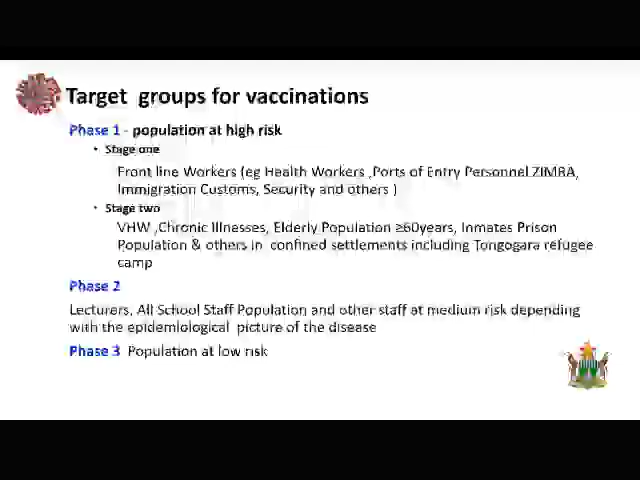 Target groups for vaccinations
Phase 1 - population at high risk
• Stage one
Front line Workers (eg Health Workers ,Ports of Entry Personnel ZIMRA,
Immigration Customs, Security and others )
• Stage two
VHW ,Chronic Illnesses, Elderly Population ≥60years, Inmates Prison
Population & others in confined settlements including Tongogara refugee
camp
Phase 2
Lecturers, All School Staff Population and other staff at medium risk depending
with the epidemiological picture of the disease
Phase 3 Population at low risk